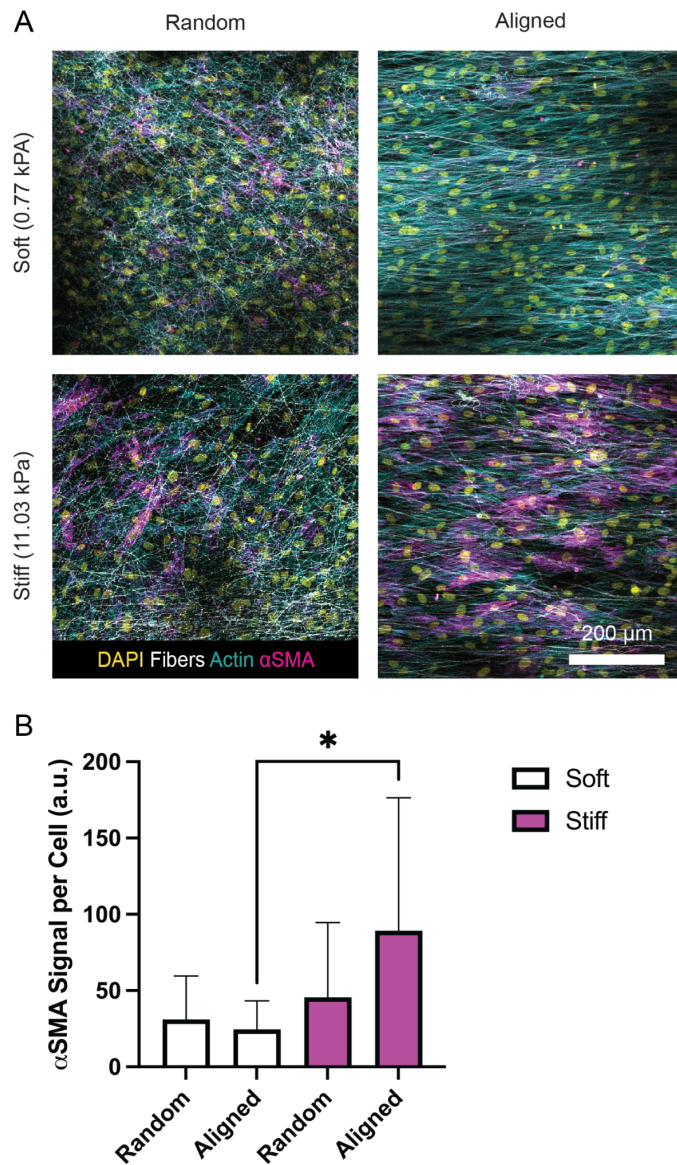 A
Random
Aligned
Soft (0.77 kPA)
Stiff (11.03 kPa)
DAPI Fibers Actin αSMA
200 µm
B
*
αSMA Signal per Cell (a.u.)
200
150
100
50
0
Random
Aligned
Random
Aligned
Soft
Stiff